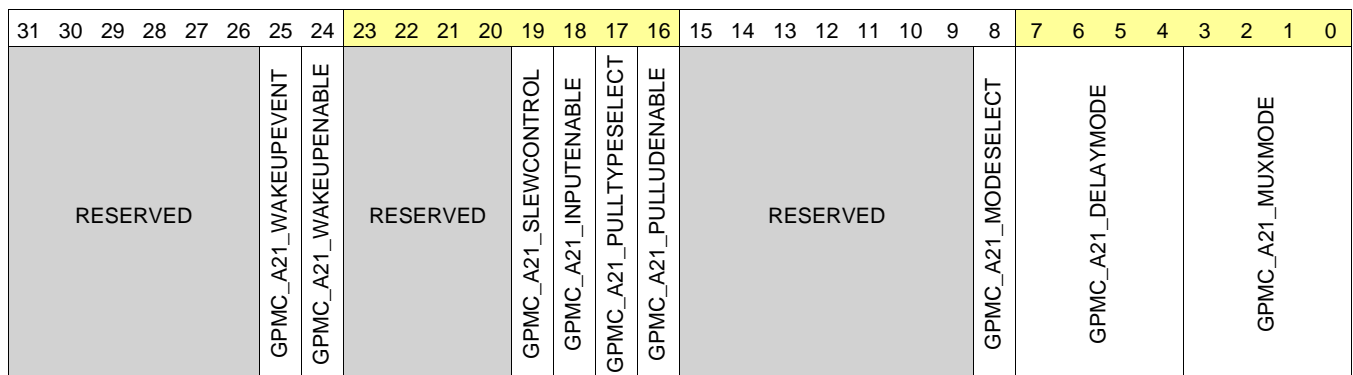 31 30 29 28 27 26 25 24 23 22 21 20 19 18 17 16 15 14 13 12 11 10 9 8 7 6 5 4 3 2 1 0
RESERVED
GPMC_A21_WAKEUPEVENT
GPMC_A21_WAKEUPENABLE
RESERVED
GPMC_A21_SLEWCONTROL
GPMC_A21_INPUTENABLE
GPMC_A21_PULLTYPESELECT
GPMC_A21_PULLUDENABLE
RESERVED
GPMC_A21_MODESELECT
GPMC_A21_DELAYMODE
GPMC_A21_MUXMODE